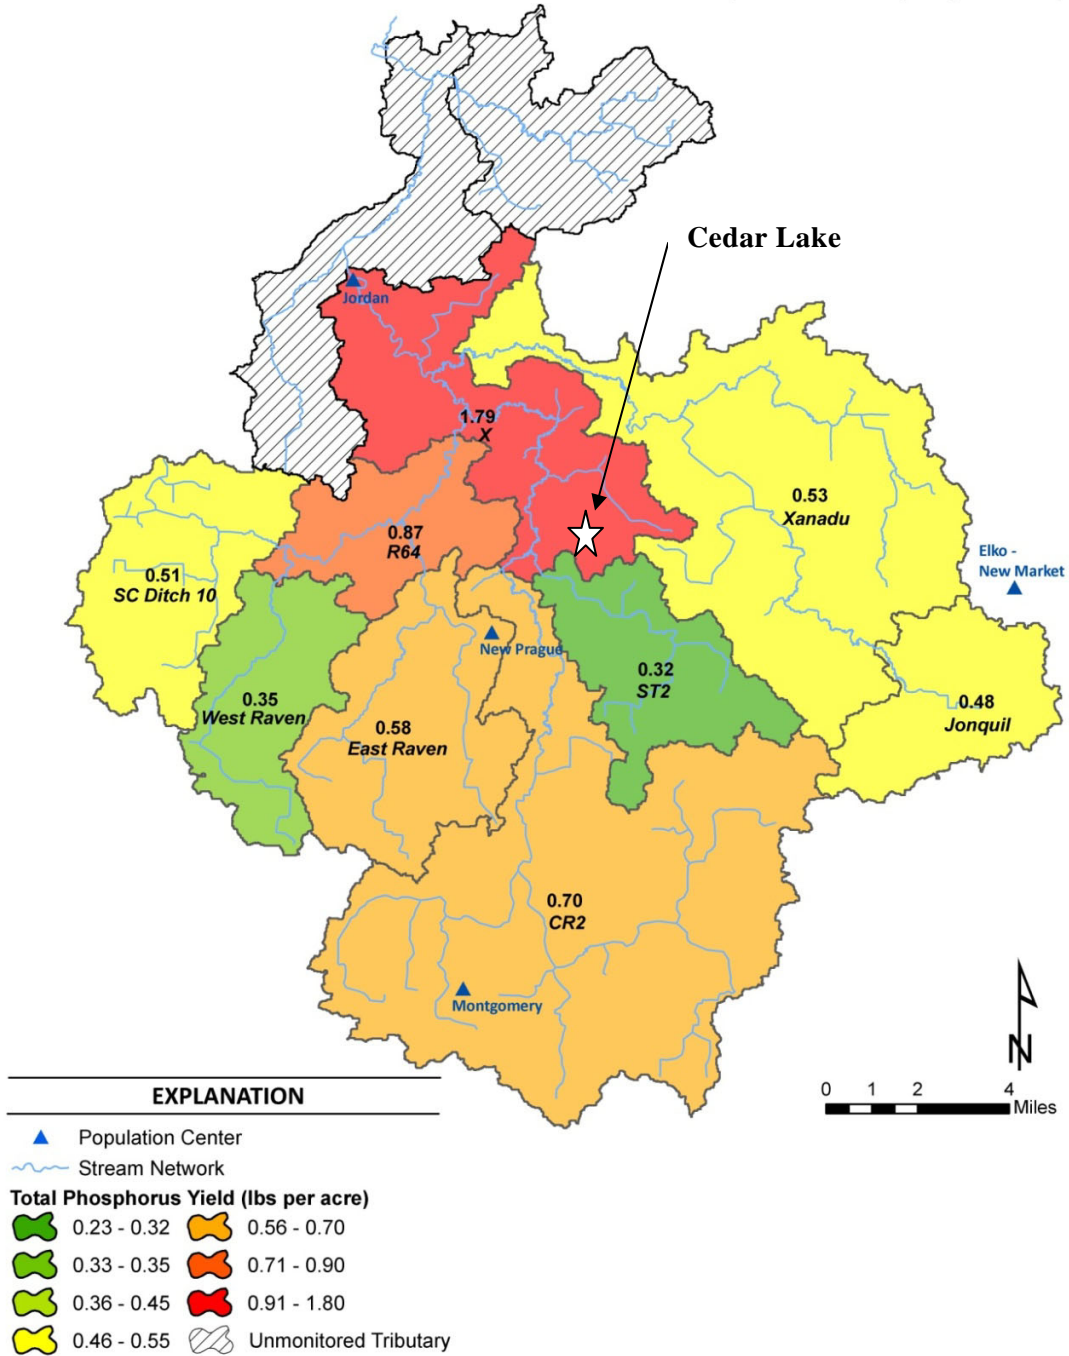 Cedar Lake
Jordan
1.79
X
0.53
Xanadu
0.87
R64
Elko -
New Market
0.51
SC Ditch 10
New Prague
0.32
ST2
0.35
West Raven
0.48
Jonquil
0.58
East Raven
0.70
CR2
Montgomery
N
0 1 2 4
Miles
EXPLANATION
Population Center
Stream Network
Total Phosphorus Yield (lbs per acre)
0.23 - 0.32 0.56 - 0.70
0.33 - 0.35 0.71 - 0.90
0.36 - 0.45 0.91 - 1.80
0.46 - 0.55 Unmonitored Tributary